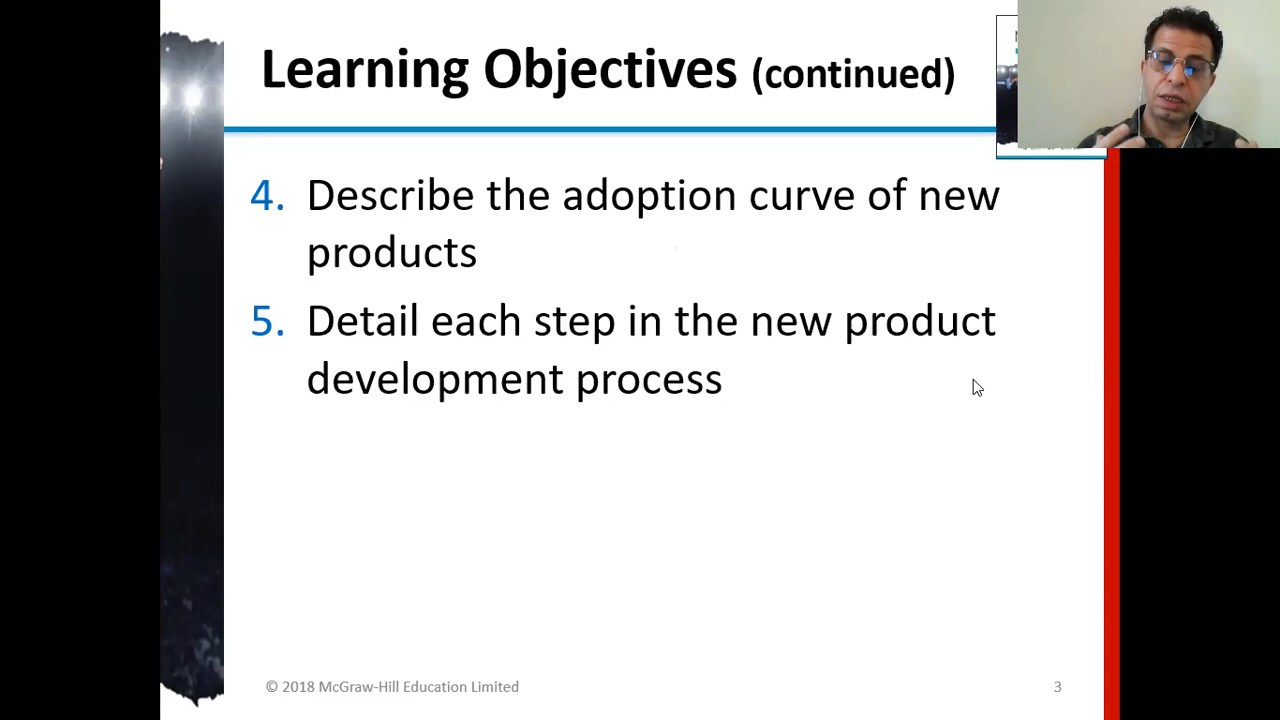 Learning Objectives (continued)
4. Describe the adoption curve of new
products
5. Detail each step in the new product
development process
© 2018 McGraw-Hill Education Limited
3